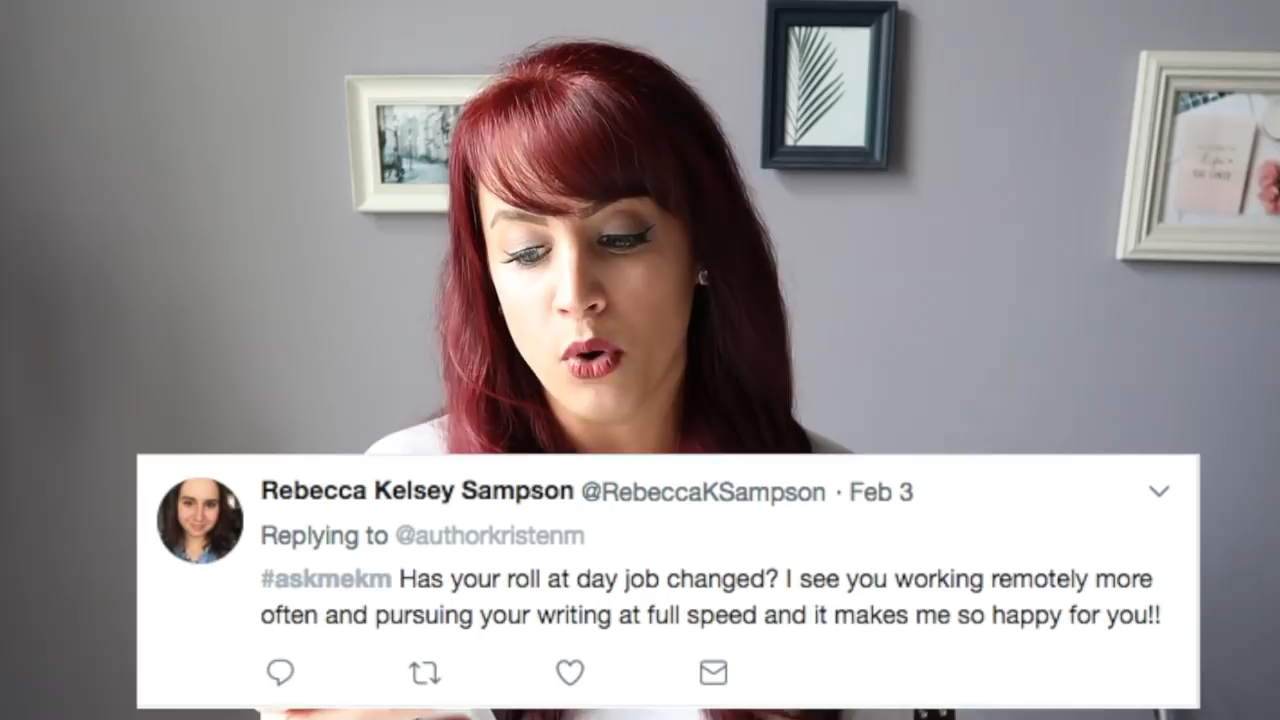 Rebecca Kelsey Sampson @RebeccaKSampson · Feb 3
Replying to @authorkristenm
#askmekm Has your roll at day job changed? I see you working remotely more
often and pursuing your writing at full speed and it makes me so happy for you!!